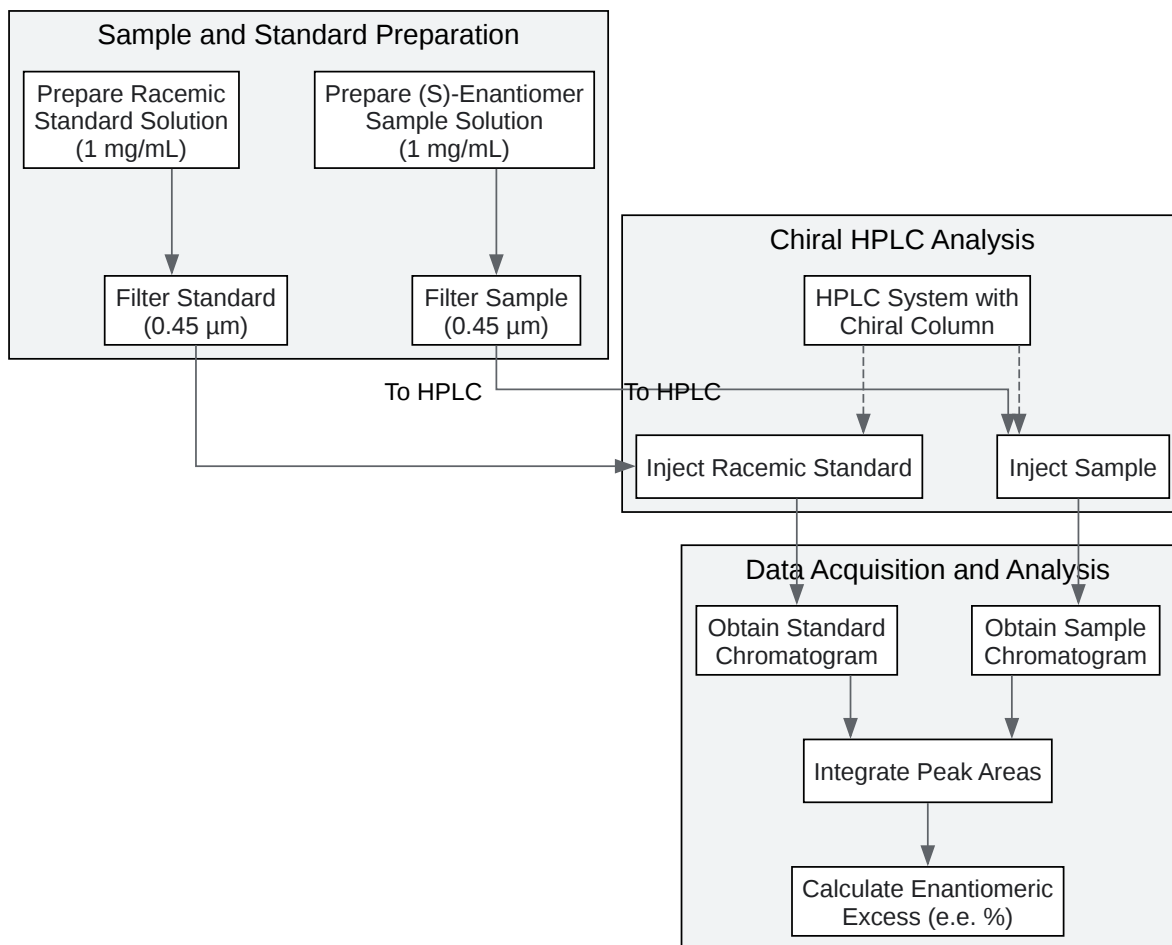 Sample and Standard Preparation
Prepare Racemic
Standard Solution
(1 mg/mL)
Prepare (S)-Enantiomer
Sample Solution
(1 mg/mL)
Filter Standard
(0.45 µm)
Filter Sample
(0.45 µm)
Chiral HPLC Analysis
HPLC System with
Chiral Column
To HPLC
To HPLC
Inject Racemic Standard
Inject Sample
Data Acquisition and Analysis
Obtain Standard
Chromatogram
Obtain Sample
Chromatogram
Integrate Peak Areas
Calculate Enantiomeric
Excess (e.e. %)